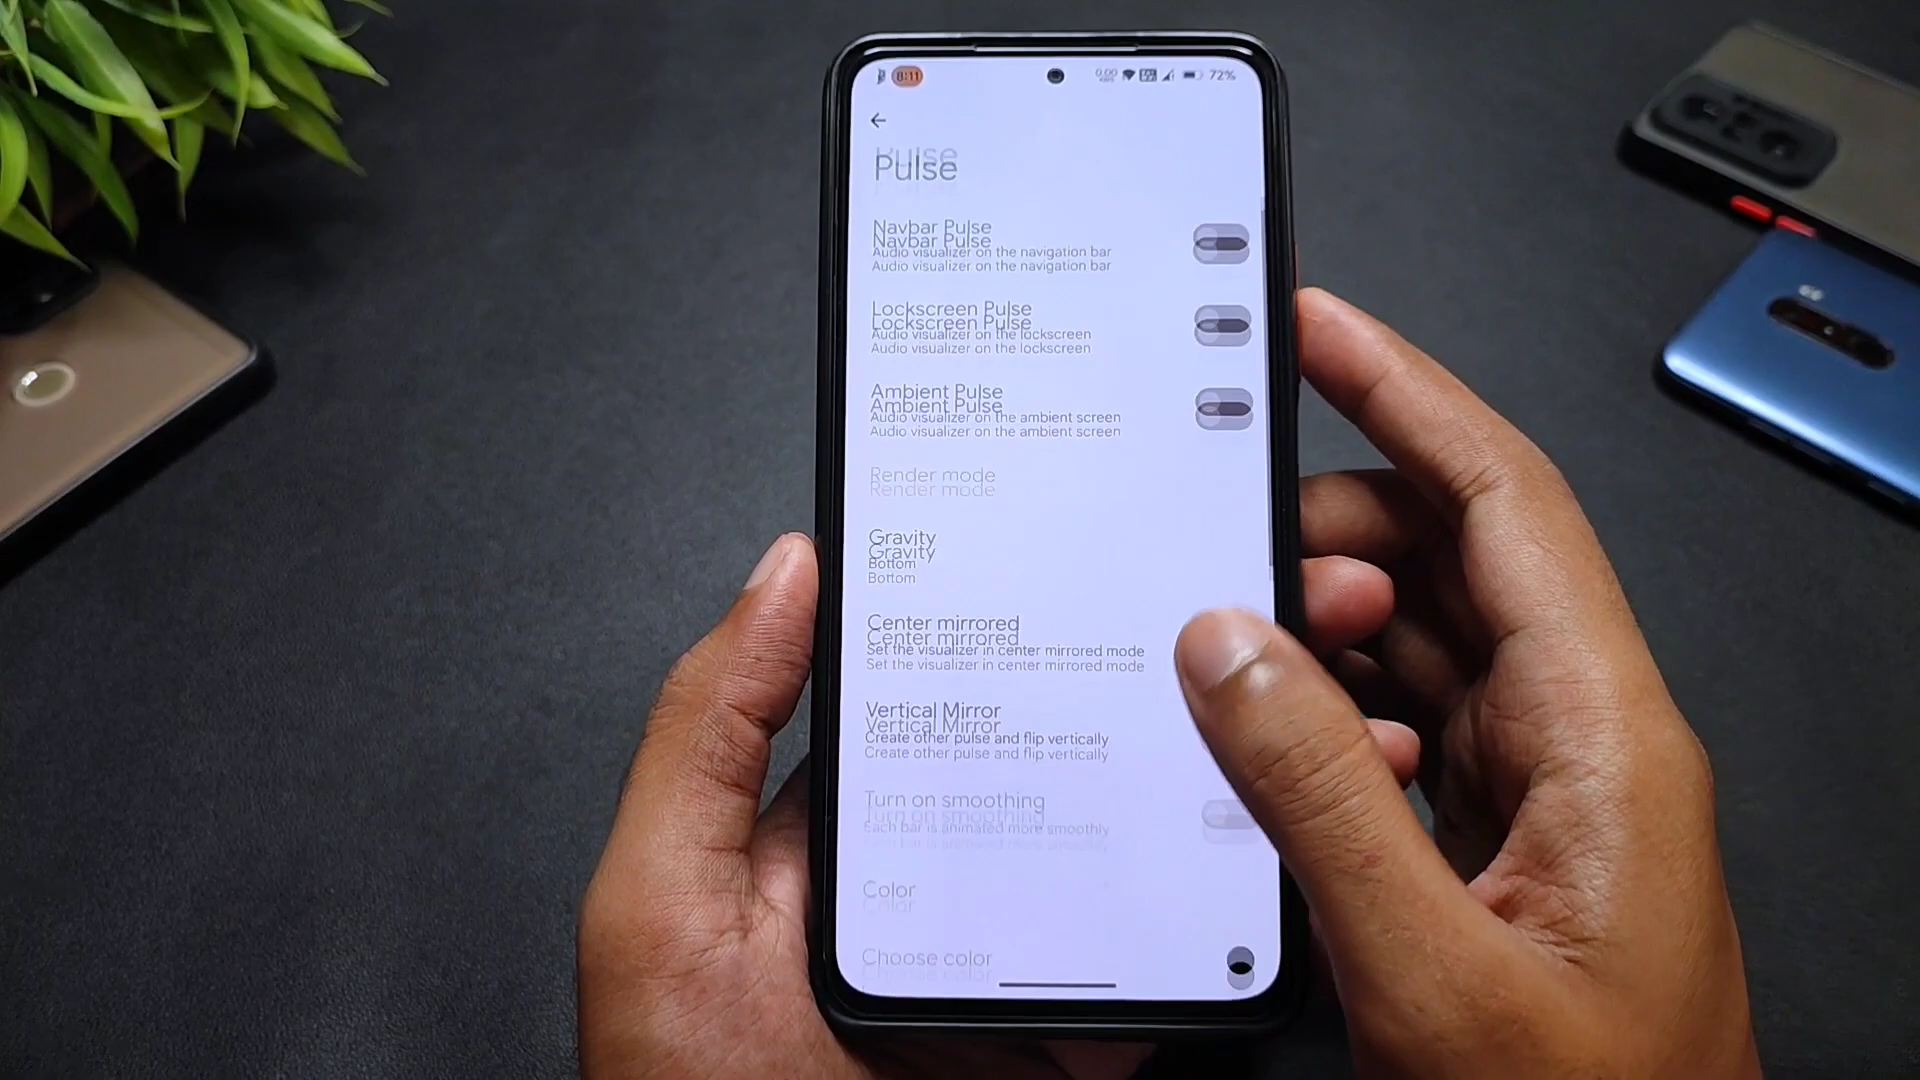 8:11
0.00
72%
Pulse
Navbar Pulse
Audio visualizer on the navigation bar
Lockscreen Pulse
Audio visualizer on the lockscreen
Ambient Pulse
Audio visualizer on the ambient screen
Render mode
Gravity
Bottom
Center mirrored
Set the visualizer in center mirrored mode
Vertical Mirror
Create other pulse and flip vertically
Turn on smoothing
Each bar is animated more smoothly
Color
Choose color